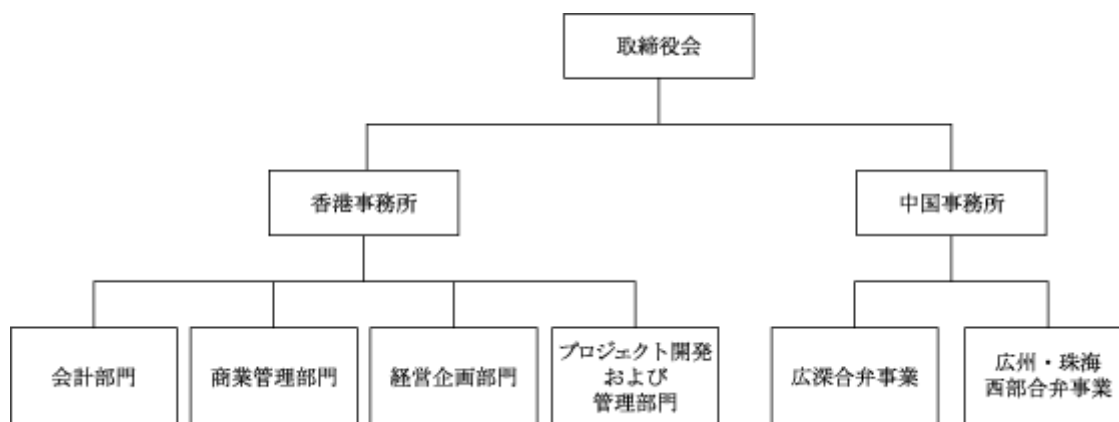 取締役会
香港事務所
中国事務所
会計部門
商業管理部門
経営企画部門
プロジェクト開発
および
管理部門
広深合弁事業
広州・珠海
西部合弁事業